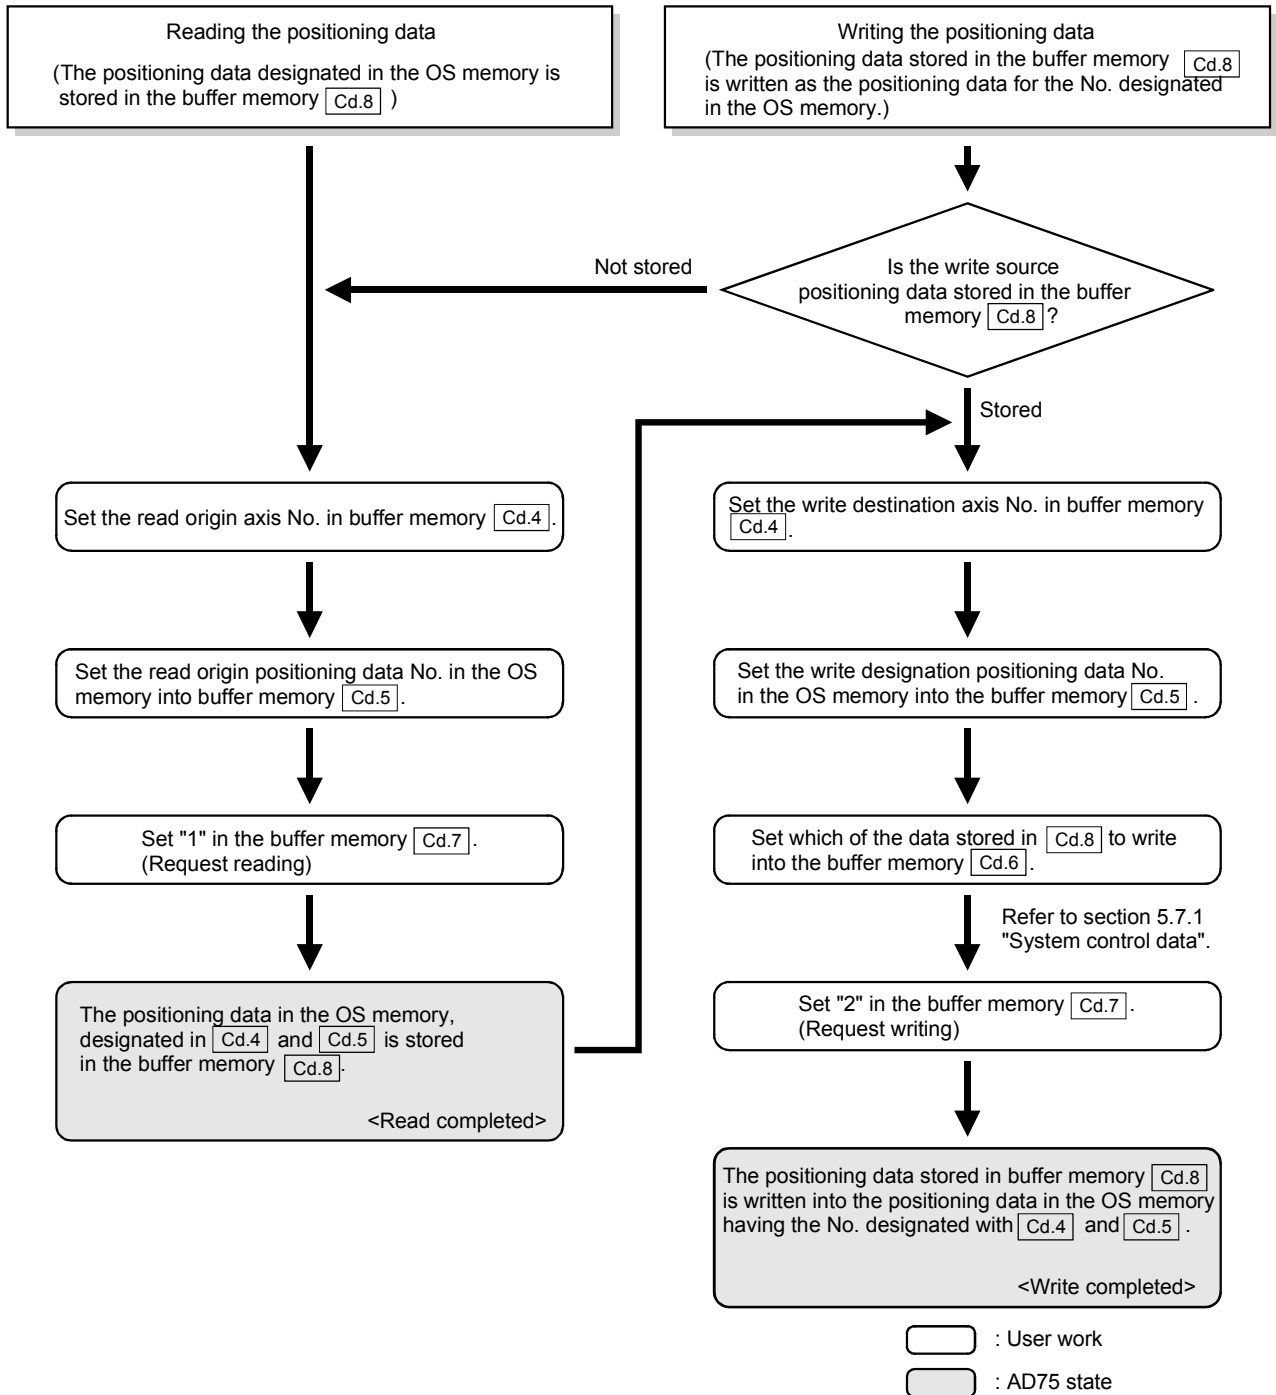 Reading the positioning data
(The positioning data designated in the OS memory is
stored in the buffer memory Cd.8 )
Writing the positioning data
(The positioning data stored in the buffer memory Cd.8
is written as the positioning data for the No. designated
in the OS memory.)
Not stored
Is the write source
positioning data stored in the buffer
memory Cd.8 ?
Stored
Set the read origin axis No. in buffer memory Cd.4 .
Set the read origin positioning data No. in the OS
memory into buffer memory Cd.5 .
Set "1" in the buffer memory Cd.7 .
(Request reading)
The positioning data in the OS memory,
designated in Cd.4 and Cd.5 is stored
in the buffer memory Cd.8 .
<Read completed>
Set the write destination axis No. in buffer memory
Cd.4 .
Set the write designation positioning data No.
in the OS memory into the buffer memory Cd.5 .
Set which of the data stored in Cd.8 to write
into the buffer memory Cd.6 .
Refer to section 5.7.1
"System control data".
Set "2" in the buffer memory Cd.7 .
(Request writing)
The positioning data stored in buffer memory Cd.8
is written into the positioning data in the OS memory
having the No. designated with Cd.4 and Cd.5 .
<Write completed>
: User work
: AD75 state